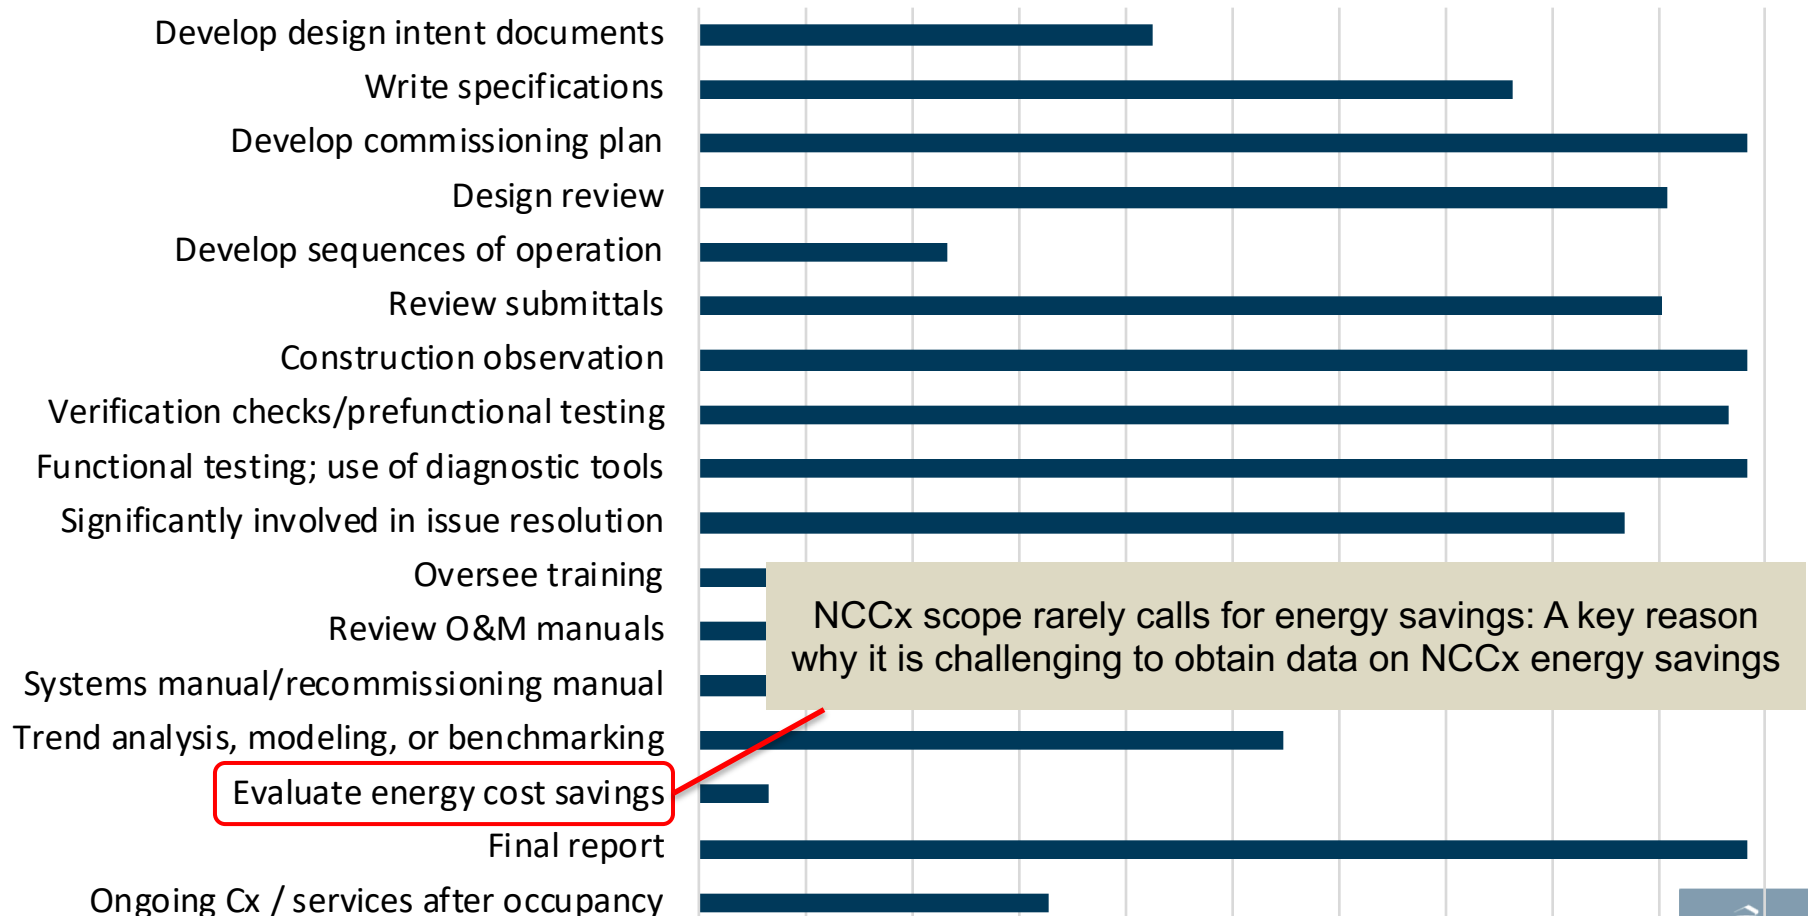 Develop design intent documents
Write specifications
Develop commissioning plan
Design review
Develop sequences of operation
Review submittals
Construction observation
Verification checks/prefunctional testing
Functional testing; use of diagnostic tools
Significantly involved in issue resolution
Oversee training
Review O&M manuals
Systems manual/recommissioning manual
Trend analysis, modeling, or benchmarking
Evaluate energy cost savings
Final report
Ongoing Cx / services after occupancy
NCCx scope rarely calls for energy savings: A key reason
why it is challenging to obtain data on NCCx energy savings